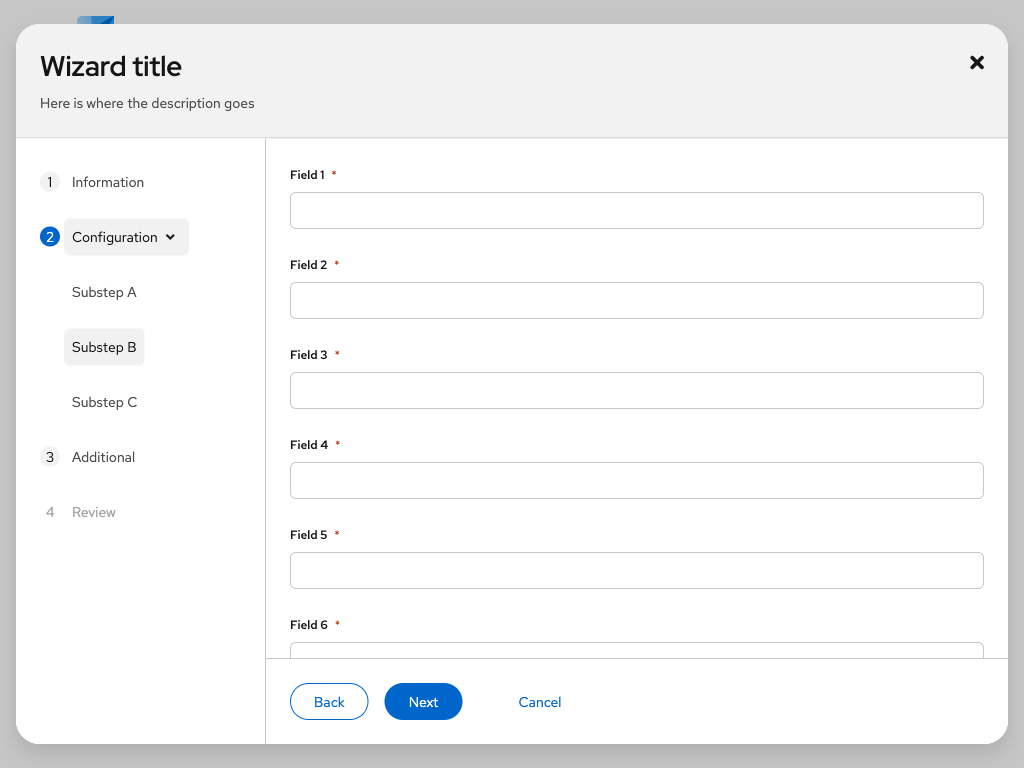 Wizard title
Here is where the description goes
1 Information
2 Configuration
Substep A
Substep B
Substep C
3 Additional
4 Review
Field 1 *
Field 2 *
Field 3 *
Field 4 *
Field 5 *
Field 6 *
Back
Next
Cancel